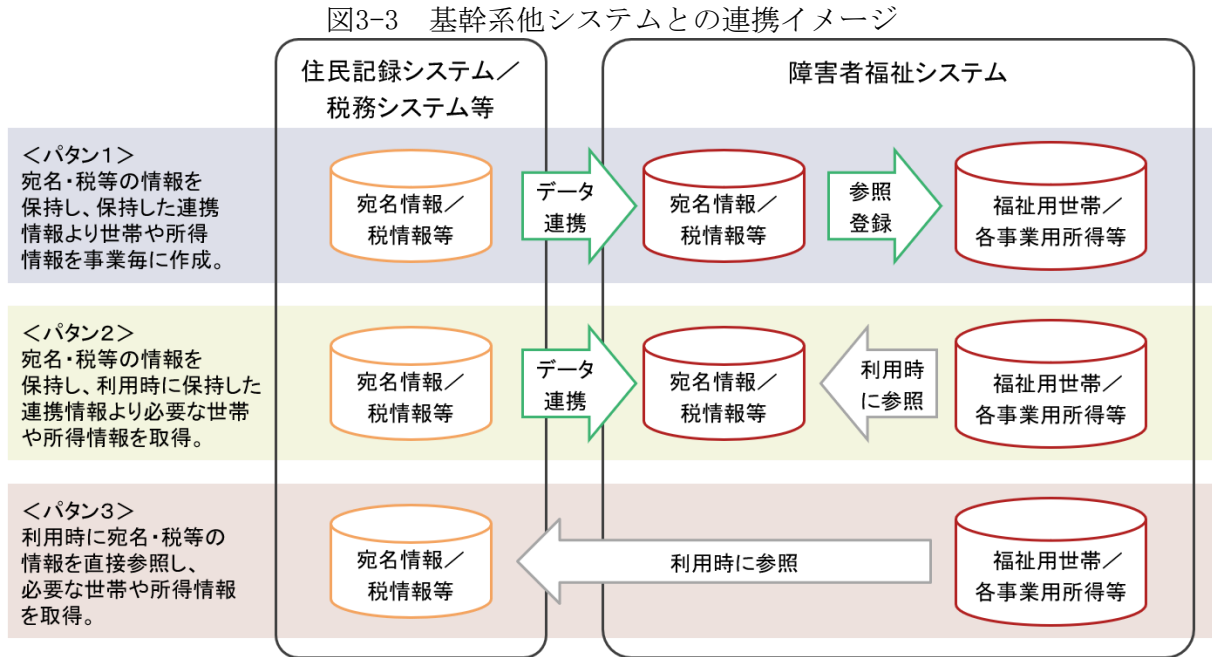 図3-3　基幹系他システムとの連携イメージ
住民記録システム／
税務システム等
障害者福祉システム
＜パタン1＞
宛名・税等の情報を
保持し、保持した連携
情報より世帯や所得
情報を事業毎に作成。
宛名情報／
税情報等
データ
連携
宛名情報／
税情報等
参照
登録
福祉用世帯／
各事業用所得等
＜パタン2＞
宛名・税等の情報を
保持し、利用時に保持した
連携情報より必要な世帯
や所得情報を取得。
宛名情報／
税情報等
データ
連携
宛名情報／
税情報等
利用時
に参照
福祉用世帯／
各事業用所得等
＜パタン3＞
利用時に宛名・税等の
情報を直接参照し、
必要な世帯や所得情報
を取得。
宛名情報／
税情報等
利用時に参照
福祉用世帯／
各事業用所得等